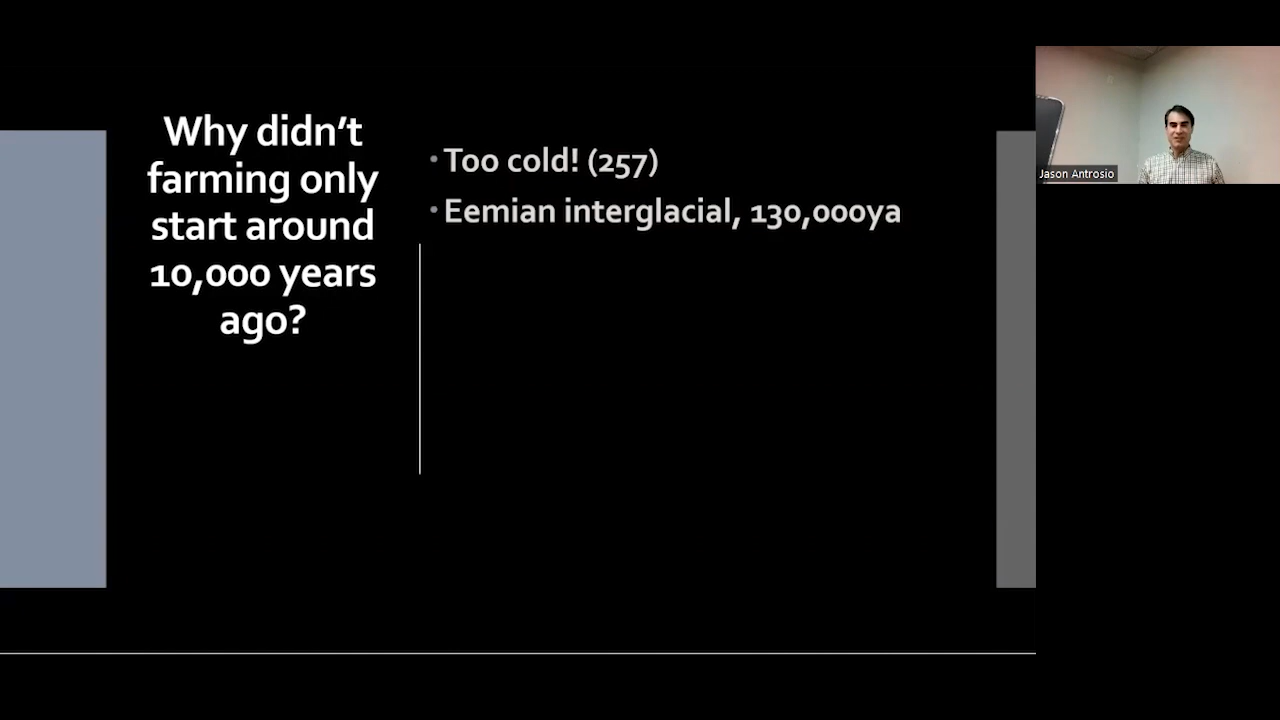 Why didn’t
farming only
start around
10,000 years
ago?
• Too cold! (257)
• Eemian interglacial, 130,000ya
Jason Antrosio